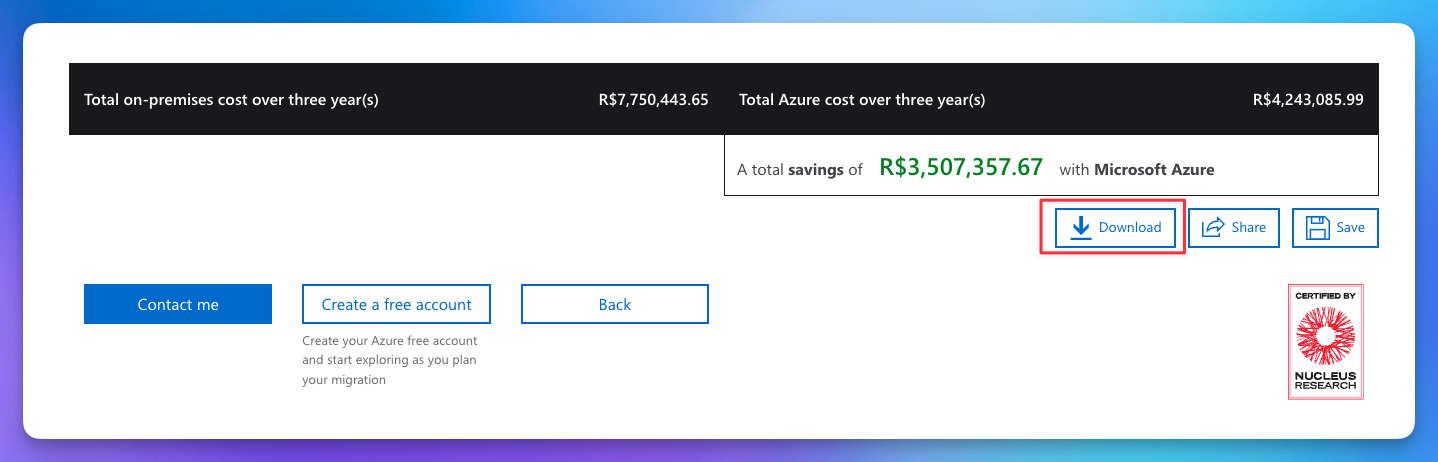 Total on-premises cost over three year(s) R$7,750,443.65 Total Azure cost over three year(s) R$4,243,085.99
A total savings of R$3,507,357.67 with Microsoft Azure
Download Share Save
Contact me Create a free account Back
Create your Azure free account
and start exploring as you plan
your migration
CERTIFIED BY
NUCLEUS
RESEARCH